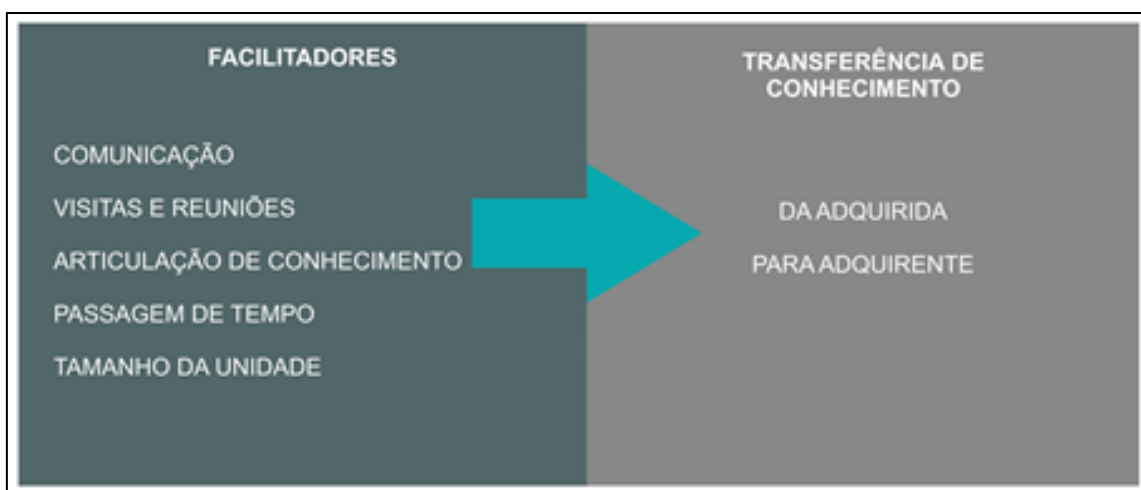 FACILITADORES
COMUNICAÇÃO
VISITAS E REUNIÕES
ARTICULAÇÃO DE CONHECIMENTO
PASSAGEM DE TEMPO
TAMANHO DA UNIDADE
TRANSFERÊNCIA DE
CONHECIMENTO
DA ADQUIRIDA
PARA ADQUIRENTE